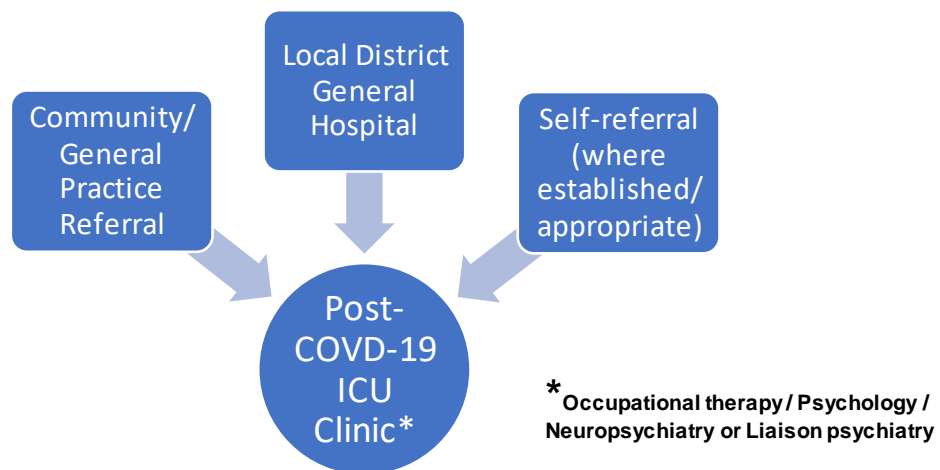 Community/
General
Practice
Referral
Local District
General
Hospital
Self-referral
(where
established/
appropriate)
Post-
COVD-19
ICU
Clinic*
*Occupational therapy / Psychology /
Neuropsychiatry or Liaison psychiatry